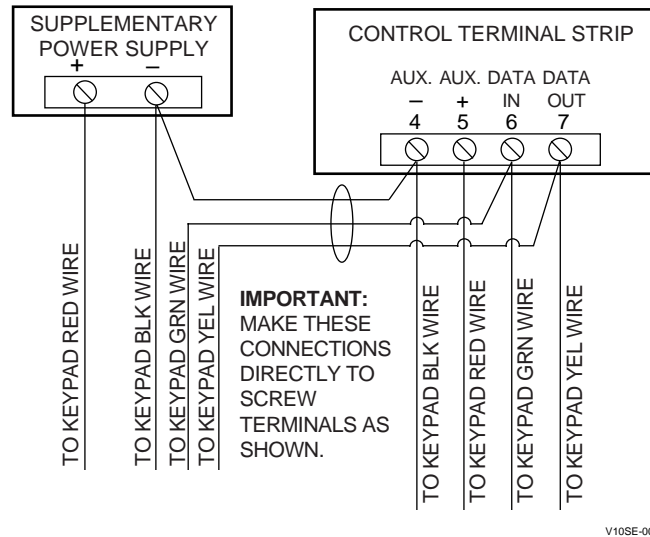 SUPPLEMENTARY
POWER SUPPLY
+ –
CONTROL TERMINAL STRIP
AUX. AUX. DATA DATA
– + IN OUT
4 5 6 7
TO KEYPAD RED WIRE
TO KEYPAD BLK WIRE
TO KEYPAD GRN WIRE
TO KEYPAD YEL WIRE
IMPORTANT:
MAKE THESE
CONNECTIONS
DIRECTLY TO
SCREW
TERMINALS AS
SHOWN.
TO KEYPAD BLK WIRE
TO KEYPAD RED WIRE
TO KEYPAD GRN WIRE
TO KEYPAD YEL WIRE